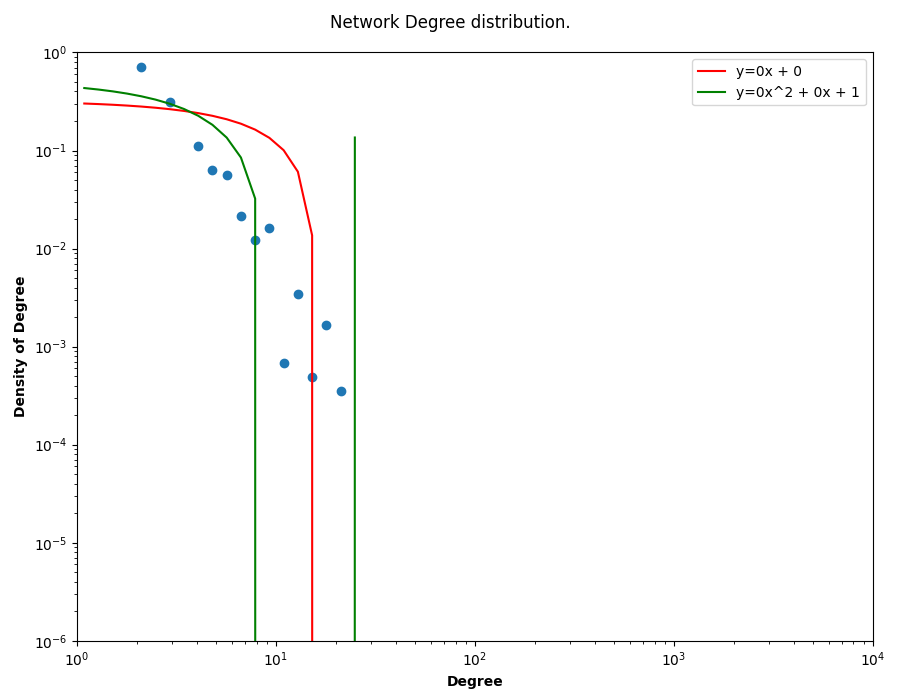 Network Degree distribution.
y=0x + 0
y=0x^2 + 0x + 1
Density of Degree
10^0
10^-1
10^-2
10^-3
10^-4
10^-5
10^-6
10^0 10^1 10^2 10^3 10^4
Degree